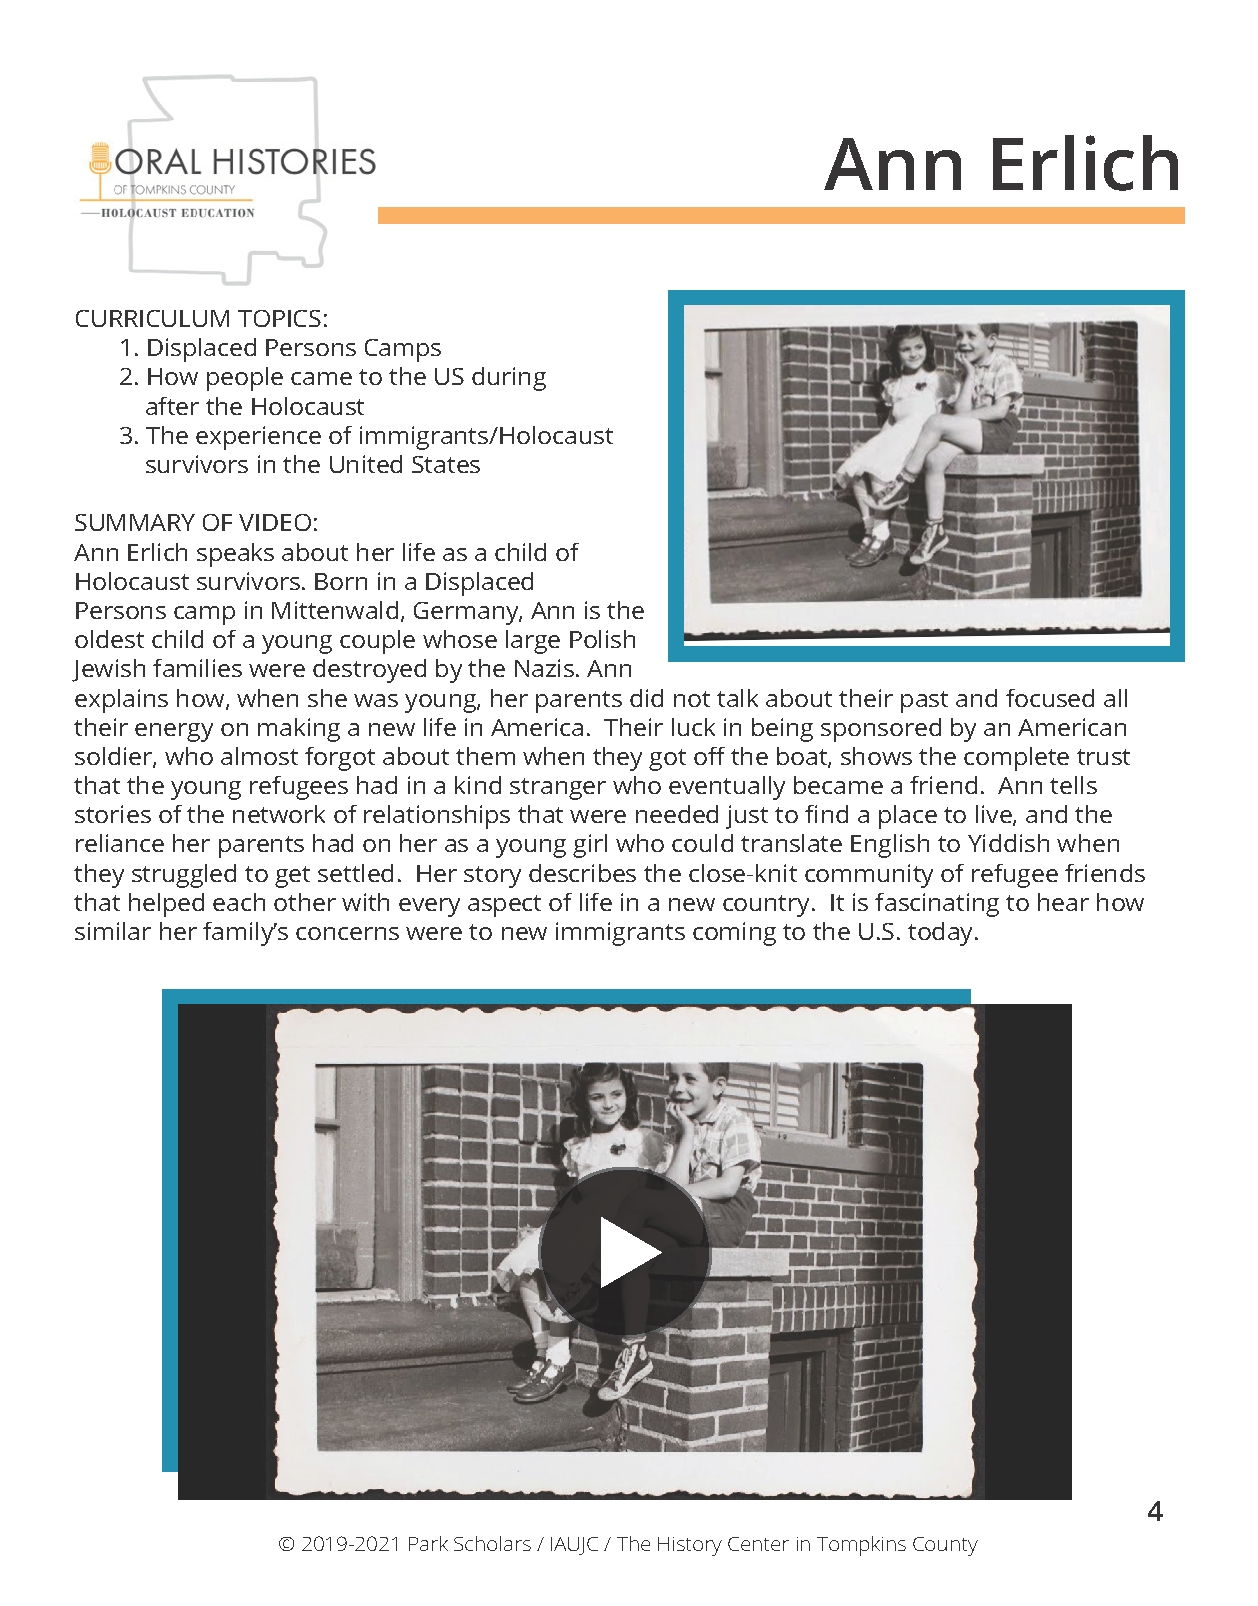 ORAL HISTORIES
OF TOMPKINS COUNTY
HOLOCAUST EDUCATION
Ann Erlich
CURRICULUM TOPICS:
1. Displaced Persons Camps
2. How people came to the US during
after the Holocaust
3. The experience of immigrants/Holocaust
survivors in the United States
SUMMARY OF VIDEO:
Ann Erlich speaks about her life as a child of
Holocaust survivors. Born in a Displaced
Persons camp in Mittenwald, Germany, Ann is the
oldest child of a young couple whose large Polish
Jewish families were destroyed by the Nazis. Ann
explains how, when she was young, her parents did not talk about their past and focused all
their energy on making a new life in America.  Their luck in being sponsored by an American
soldier, who almost forgot about them when they got off the boat, shows the complete trust
that the young refugees had in a kind stranger who eventually became a friend.  Ann tells
stories of the network of relationships that were needed just to find a place to live, and the
reliance her parents had on her as a young girl who could translate English to Yiddish when
they struggled to get settled.  Her story describes the close-knit community of refugee friends
that helped each other with every aspect of life in a new country.  It is fascinating to hear how
similar her family's concerns were to new immigrants coming to the U.S. today.
4
© 2019-2021 Park Scholars / IAUJC / The History Center in Tompkins County